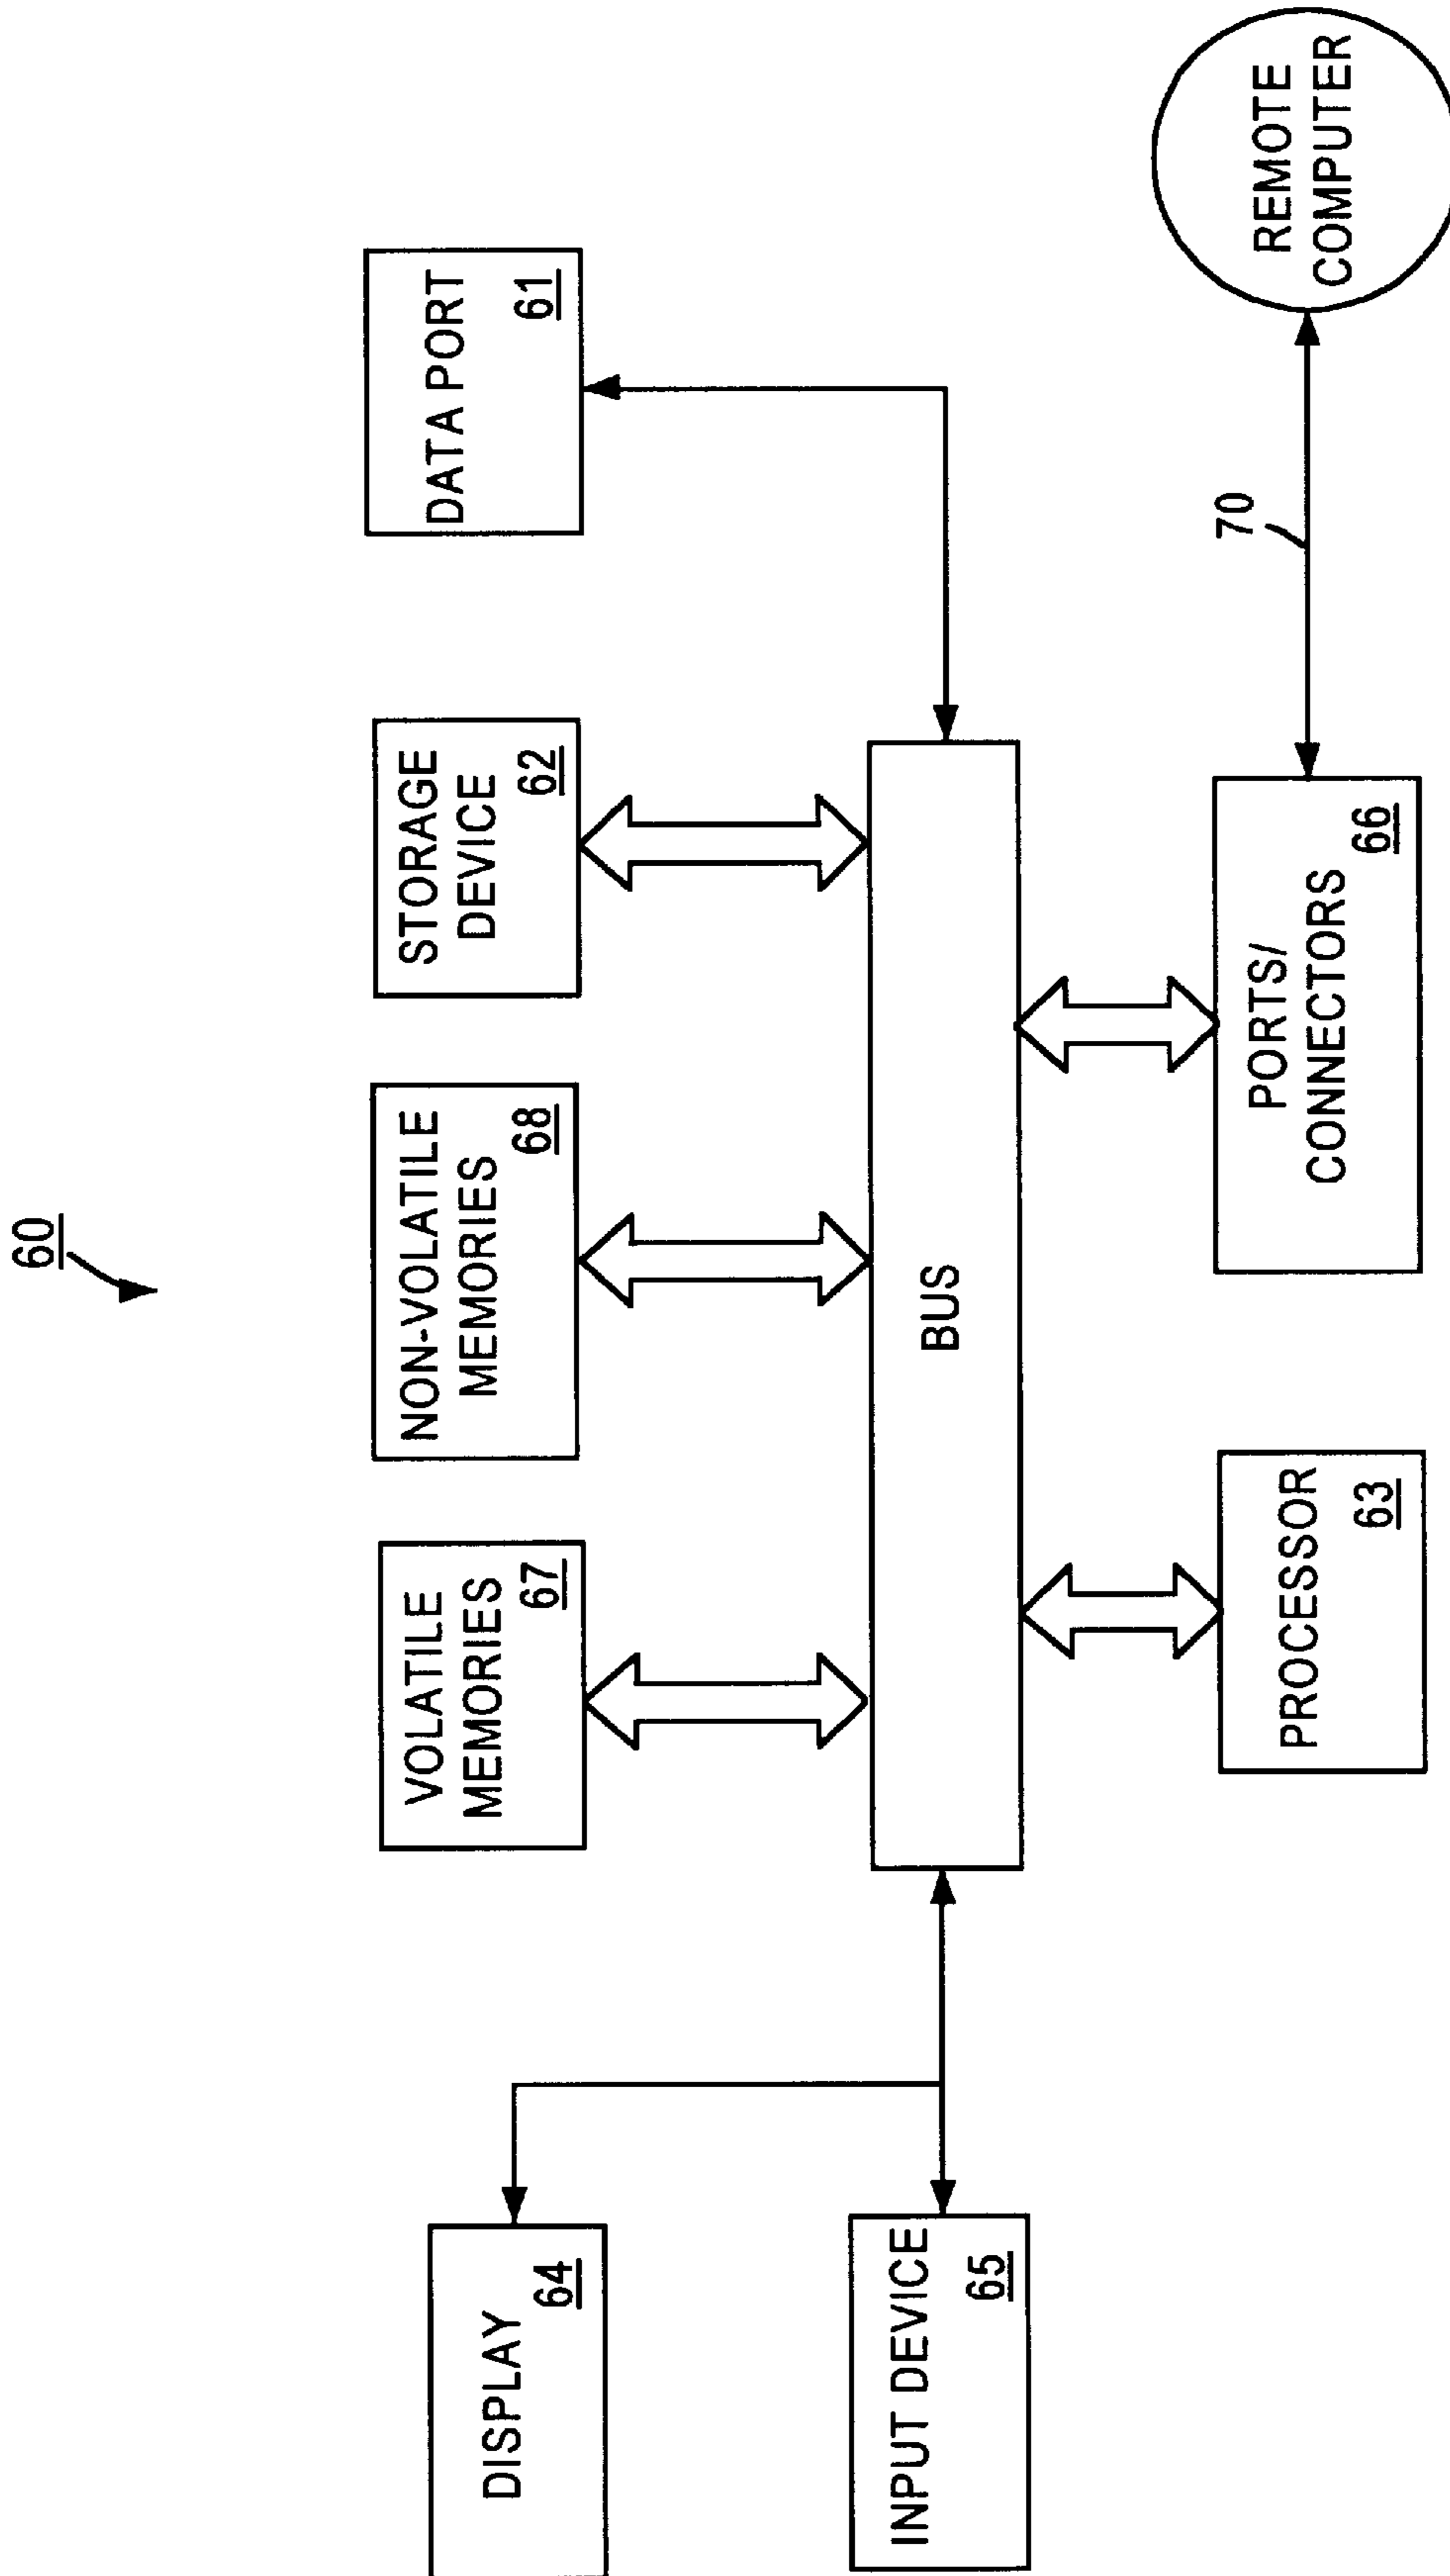 60
VOLATILE
MEMORIES
67
NON-VOLATILE
MEMORIES
68
STORAGE
DEVICE
62
DATA PORT
61
DISPLAY
64
INPUT DEVICE
65
BUS
PROCESSOR
63
PORTS/
CONNECTORS
66
70
REMOTE
COMPUTER